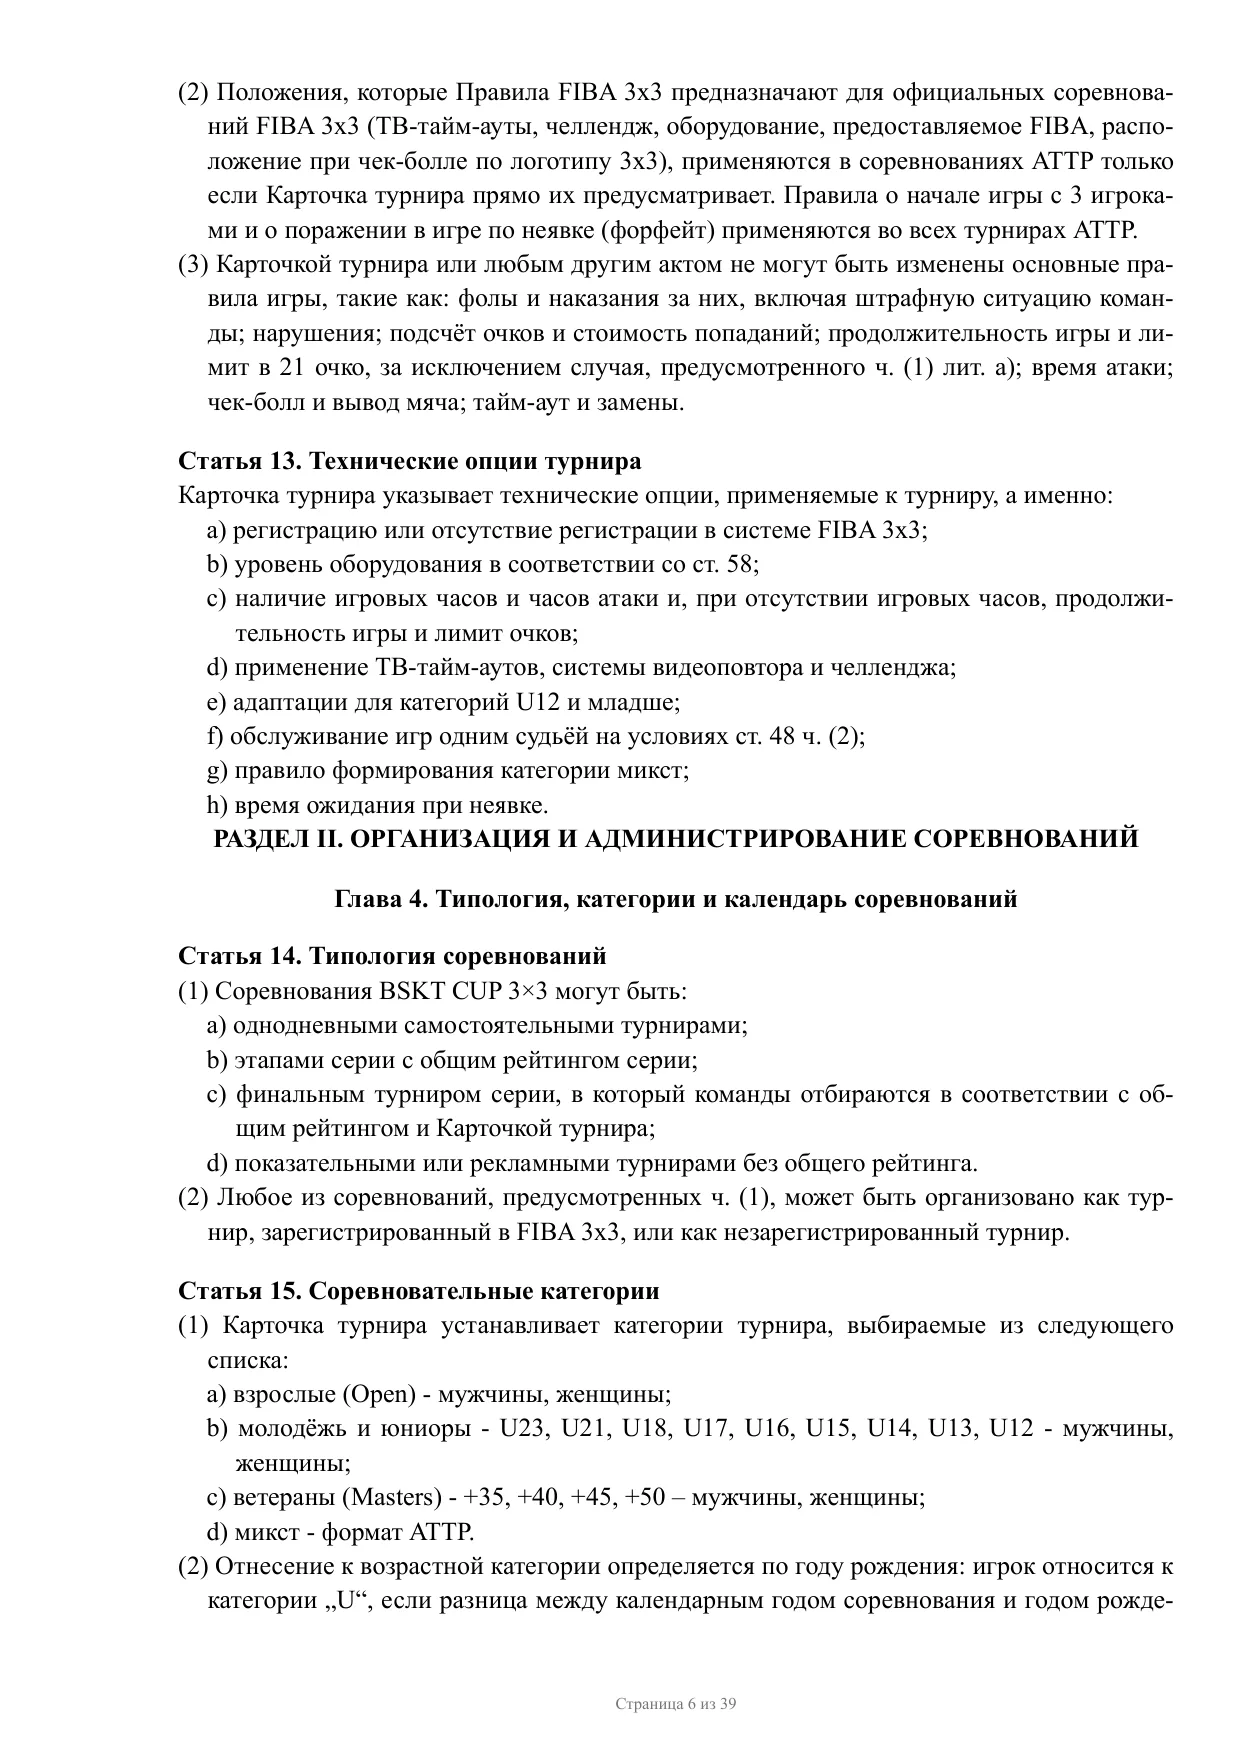 (2) Положения, которые Правила FIBA 3x3 предназначают для официальных соревнова-
ний FIBA 3x3 (ТВ-тайм-ауты, челлендж, оборудование, предоставляемое FIBA, распо-
ложение при чек-болле по логотипу 3x3), применяются в соревнованиях ATTP только
если Карточка турнира прямо их предусматривает. Правила о начале игры с 3 игрока-
ми и о поражении в игре по неявке (форфейт) применяются во всех турнирах ATTP.
(3) Карточкой турнира или любым другим актом не могут быть изменены основные пра-
вила игры, такие как: фолы и наказания за них, включая штрафную ситуацию коман-
ды; нарушения; подсчёт очков и стоимость попаданий; продолжительность игры и ли-
мит в 21 очко, за исключением случая, предусмотренного ч. (1) лит. a); время атаки;
чек-болл и вывод мяча; тайм-аут и замены.
Статья 13. Технические опции турнира
Карточка турнира указывает технические опции, применяемые к турниру, а именно:
a) регистрацию или отсутствие регистрации в системе FIBA 3x3;
b) уровень оборудования в соответствии со ст. 58;
c) наличие игровых часов и часов атаки и, при отсутствии игровых часов, продолжи-
тельность игры и лимит очков;
d) применение ТВ-тайм-аутов, системы видеоповтора и челленджа;
e) адаптации для категорий U12 и младше;
f) обслуживание игр одним судьёй на условиях ст. 48 ч. (2);
g) правило формирования категории микст;
h) время ожидания при неявке.
РАЗДЕЛ II. ОРГАНИЗАЦИЯ И АДМИНИСТРИРОВАНИЕ СОРЕВНОВАНИЙ
Глава 4. Типология, категории и календарь соревнований
Статья 14. Типология соревнований
(1) Соревнования BSKT CUP 3×3 могут быть:
a) однодневными самостоятельными турнирами;
b) этапами серии с общим рейтингом серии;
c) финальным турниром серии, в который команды отбираются в соответствии с об-
щим рейтингом и Карточкой турнира;
d) показательными или рекламными турнирами без общего рейтинга.
(2) Любое из соревнований, предусмотренных ч. (1), может быть организовано как тур-
нир, зарегистрированный в FIBA 3x3, или как незарегистрированный турнир.
Статья 15. Соревновательные категории
(1) Карточка турнира устанавливает категории турнира, выбираемые из следующего
списка:
a) взрослые (Open) - мужчины, женщины;
b) молодёжь и юниоры - U23, U21, U18, U17, U16, U15, U14, U13, U12 - мужчины,
женщины;
c) ветераны (Masters) - +35, +40, +45, +50 – мужчины, женщины;
d) микст - формат ATTP.
(2) Отнесение к возрастной категории определяется по году рождения: игрок относится к
категории „U“, если разница между календарным годом соревнования и годом рожде-
Страница 6 из 39